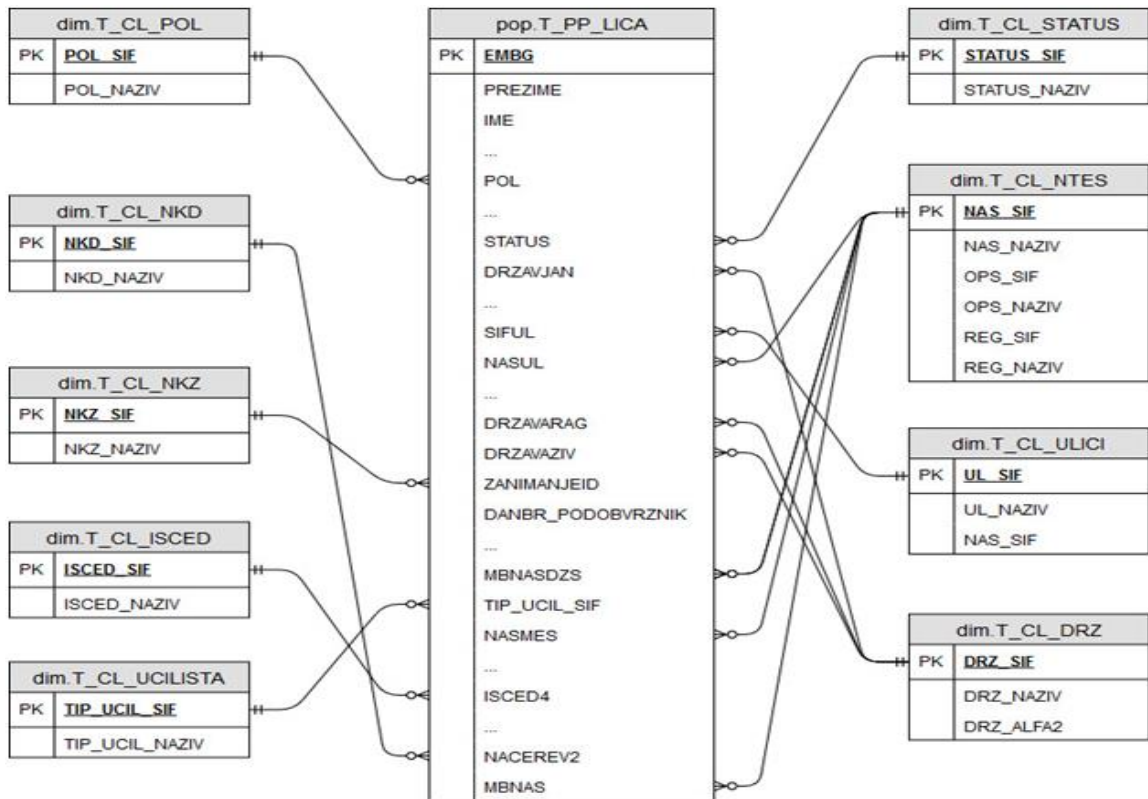 dim.T_CL_POL
PK POL_SIF
POL_NAZIV
dim.T_CL_NKD
PK NKD_SIF
NKD_NAZIV
dim.T_CL_NKZ
PK NKZ_SIF
NKZ_NAZIV
dim.T_CL_ISCED
PK ISCED_SIF
ISCED_NAZIV
dim.T_CL_UCILISTA
PK TIP_UCIL_SIF
TIP_UCIL_NAZIV
pop.T_PP_LICA
PK EMBG
PREZIME
IME
...
POL
...
STATUS
DRZAVJAN
...
SIFUL
NASUL
...
DRZAVARAG
DRZAVAZIV
ZANIMANJEID
DANBR_PODOBVRZNIK
...
MBNASDZS
TIP_UCIL_SIF
NASMES
...
ISCED4
...
NACEREV2
MBNAS
dim.T_CL_STATUS
PK STATUS_SIF
STATUS_NAZIV
dim.T_CL_NTES
PK NAS_SIF
NAS_NAZIV
OPS_SIF
OPS_NAZIV
REG_SIF
REG_NAZIV
dim.T_CL_ULICI
PK UL_SIF
UL_NAZIV
NAS_SIF
dim.T_CL_DRZ
PK DRZ_SIF
DRZ_NAZIV
DRZ_ALFA2